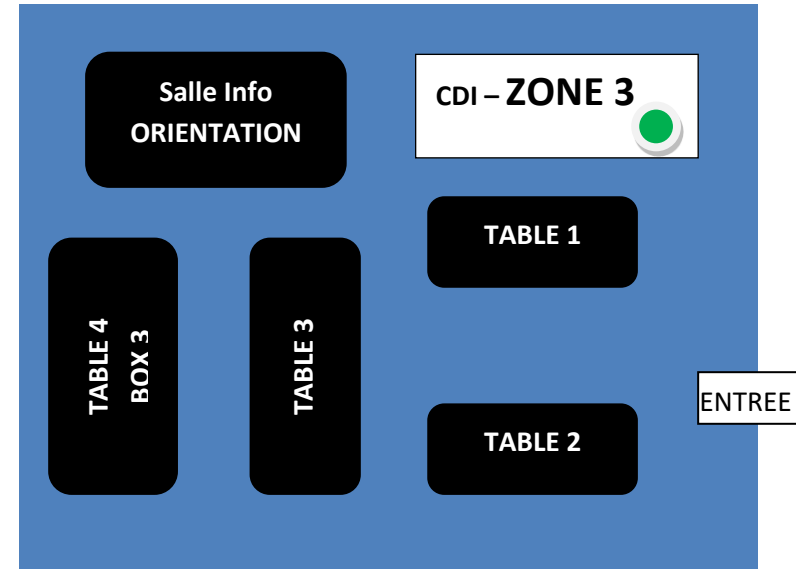 Salle Info
ORIENTATION
CDI – ZONE 3
TABLE 1
TABLE 4
BOX 3
TABLE 3
ENTREE
TABLE 2